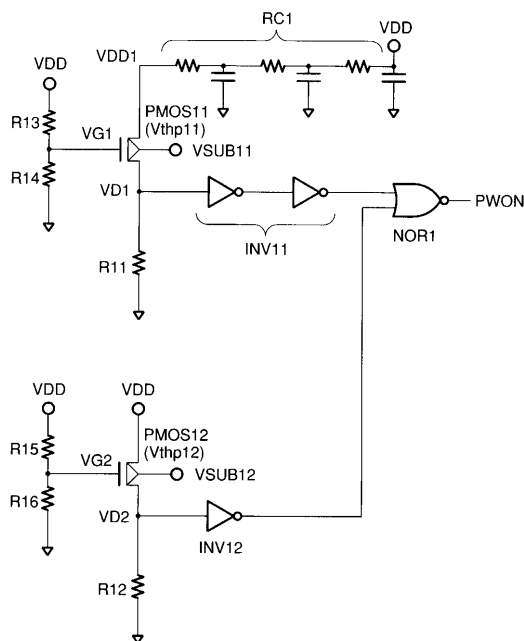 RC1
VDD
VDD1
VDD
PMOS11
(Vthp11)
R13
VG1
VSUB11
R14
VD1
PWON
NOR1
INV11
R11
VDD
VDD
PMOS12
(Vthp12)
R15
VG2
VSUB12
R16
VD2
INV12
R12